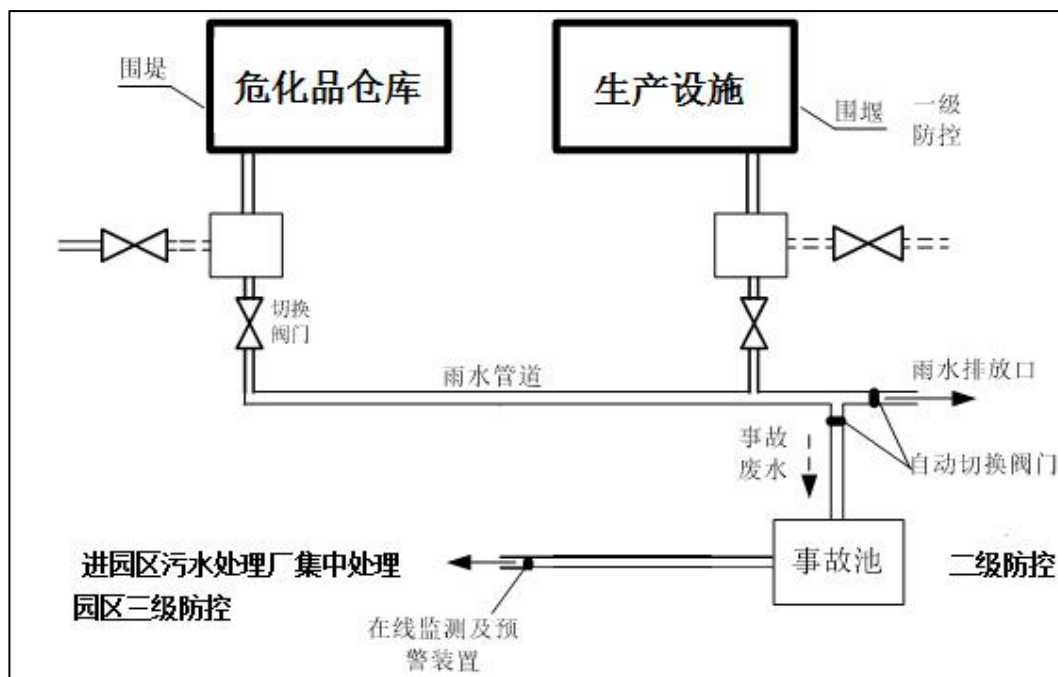 围堤
危化品仓库
生产设施
围堰
一级
防控
切换
阀门
雨水管道
雨水排放口
事故
废水
自动切换阀门
进园区污水处理厂集中处理
园区三级防控
事故池
二级防控
在线监测及预
警装置